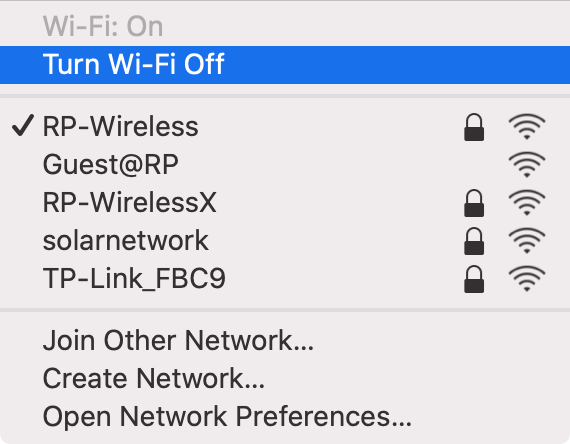 Wi-Fi: On
Turn Wi-Fi Off
RP-Wireless
Guest@RP
RP-WirelessX
solarnetwork
TP-Link_FBC9
Join Other Network...
Create Network...
Open Network Preferences...